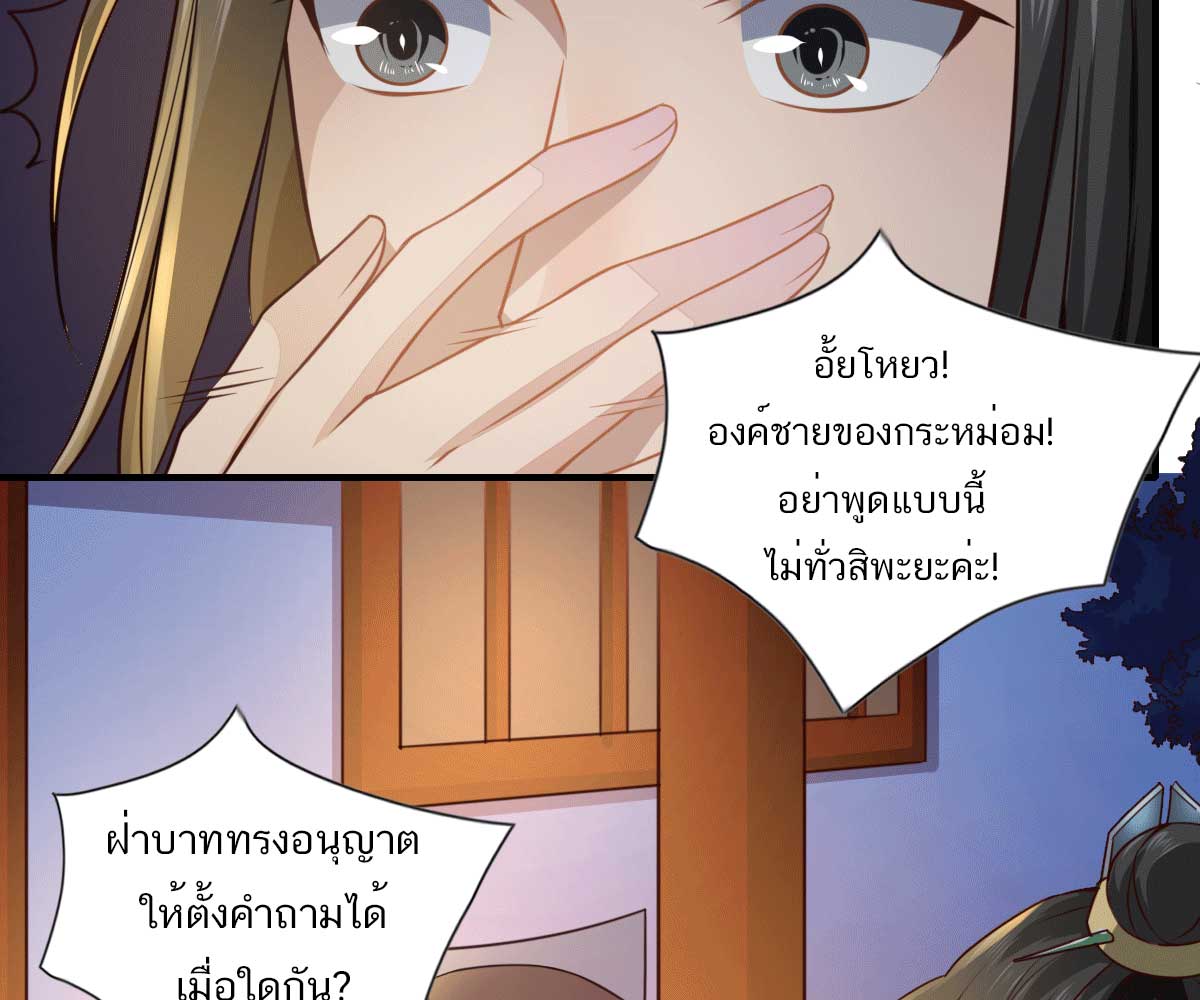 อั้ยโหยว!
องค์ชายของกระหม่อม!
อย่าพูดแบบนี้
ไม่ทั่วสิพะยะค่ะ!
ฝ่าบาททรงอนุญาต
ให้ตั้งคำถามได้
เมื่อใดกัน?